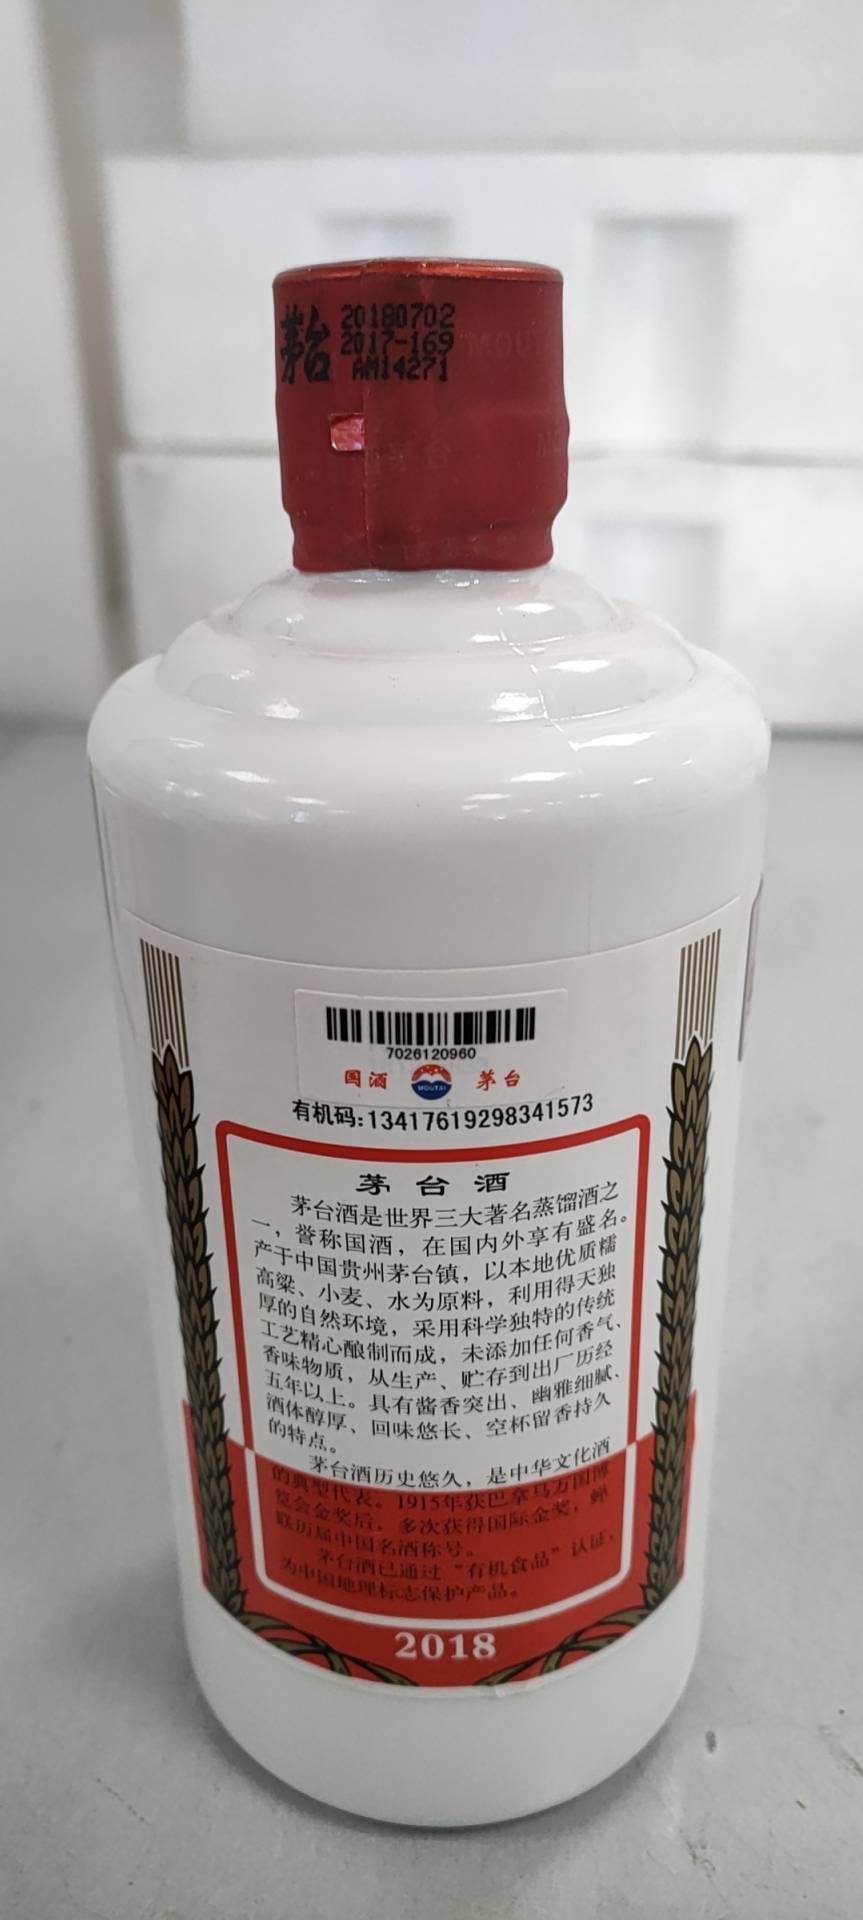 茅台
20180702
2017-169
AM14271
MOUTAI
7026120960
国酒 MOUTAI 茅台
有机码:13417619298341573
茅台酒
茅台酒是世界三大著名蒸馏酒之
一，誉称国酒，在国内外享有盛名。
产于中国贵州茅台镇，以本地优质糯
高粱、小麦、水为原料，利用得天独
厚的自然环境，采用科学独特的传统
工艺精心酿制而成，未添加任何香气、
香味物质，从生产、贮存到出厂历经
五年以上。具有酱香突出、幽雅细腻、
酒体醇厚、回味悠长、空杯留香持久
的特点。
茅台酒历史悠久，是中华文化酒
的典型代表。1915年获巴拿马万国博
览会金奖后，多次获得国际金奖，蝉
联历届中国名酒称号。
茅台酒已通过“有机食品”认证，
为中国地理标志保护产品。
2018